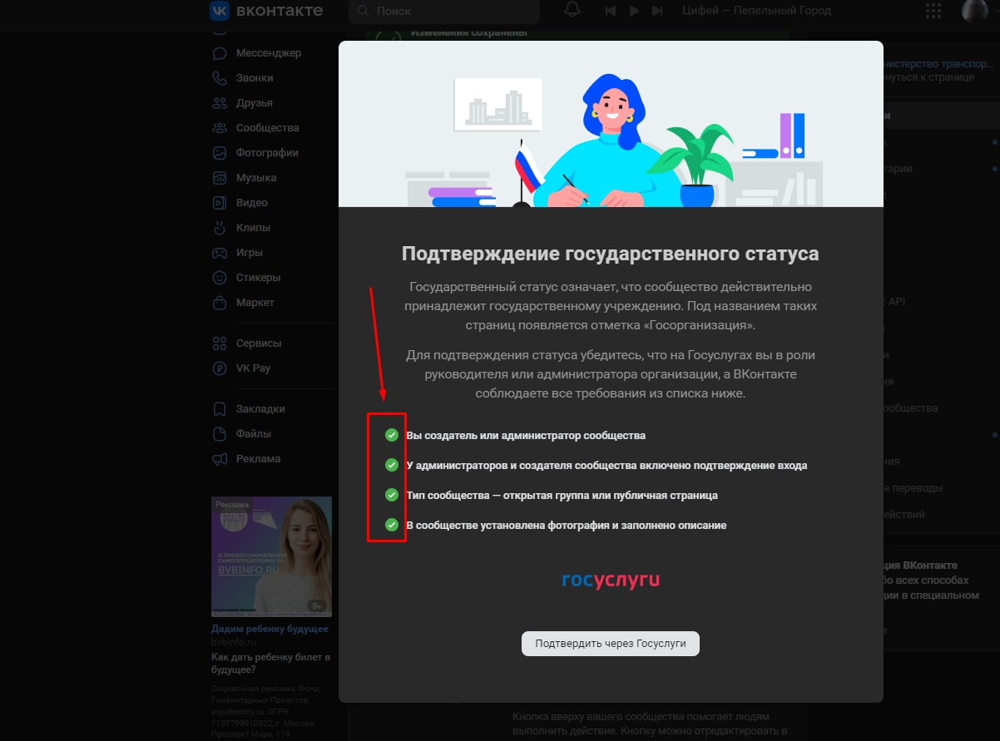 вконтакте
Поиск
Цифей — Пепельный Город
Изменения сохранены
Мессенджер
Звонки
Друзья
Сообщества
Фотографии
Музыка
Видео
Клипы
Игры
Стикеры
Маркет
Сервисы
VK Pay
Закладки
Файлы
Реклама
Реклама
О ПРОФЕССИОНАЛЬНОМ
САМООПРЕДЕЛЕНИИ НА
BVBINFO.RU
СОЦИАЛЬНАЯ РЕКЛАМА
0+
Дадим ребенку будущее
bvbinfo.ru
Как дать ребенку билет в
будущее?
Социальная реклама, Фонд
Гуманитарных Проектов,
expohistory.ru, ОГРН
1137799010623, г. Москва,
Проспект Мира, 119
Подтверждение государственного статуса
Государственный статус означает, что сообщество действительно
принадлежит государственному учреждению. Под названием таких
страниц появляется отметка «Госорганизация».
Для подтверждения статуса убедитесь, что на Госуслугах вы в роли
руководителя или администратора организации, а ВКонтакте
соблюдаете все требования из списка ниже.
Вы создатель или администратор сообщества
У администраторов и создателя сообщества включено подтверждение входа
Тип сообщества — открытая группа или публичная страница
В сообществе установлена фотография и заполнено описание
госуслуги
Подтвердить через Госуслуги
нистерство транспор...
нуться к странице
и
тарии
с API
и
ия
ообщества
ния
е переводы
ействий
ция ВКонтакте
бо всех способах
ции в специальном
е
Кнопка вверху вашего сообщества помогает людям
выполнить действие. Кнопку можно отредактировать в